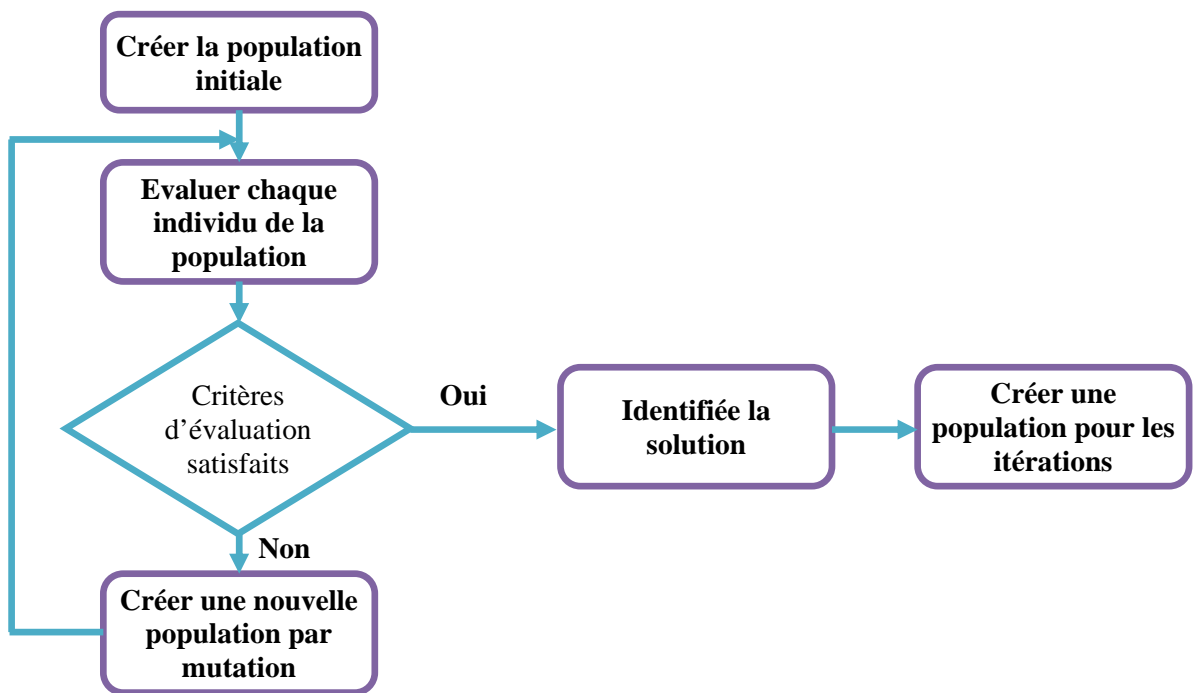 Créer la population
initiale
Evaluer chaque
individu de la
population
Critères
d’évaluation
satisfaits
Oui
Identifiée la
solution
Créer une
population pour les
itérations
Non
Créer une nouvelle
population par
mutation